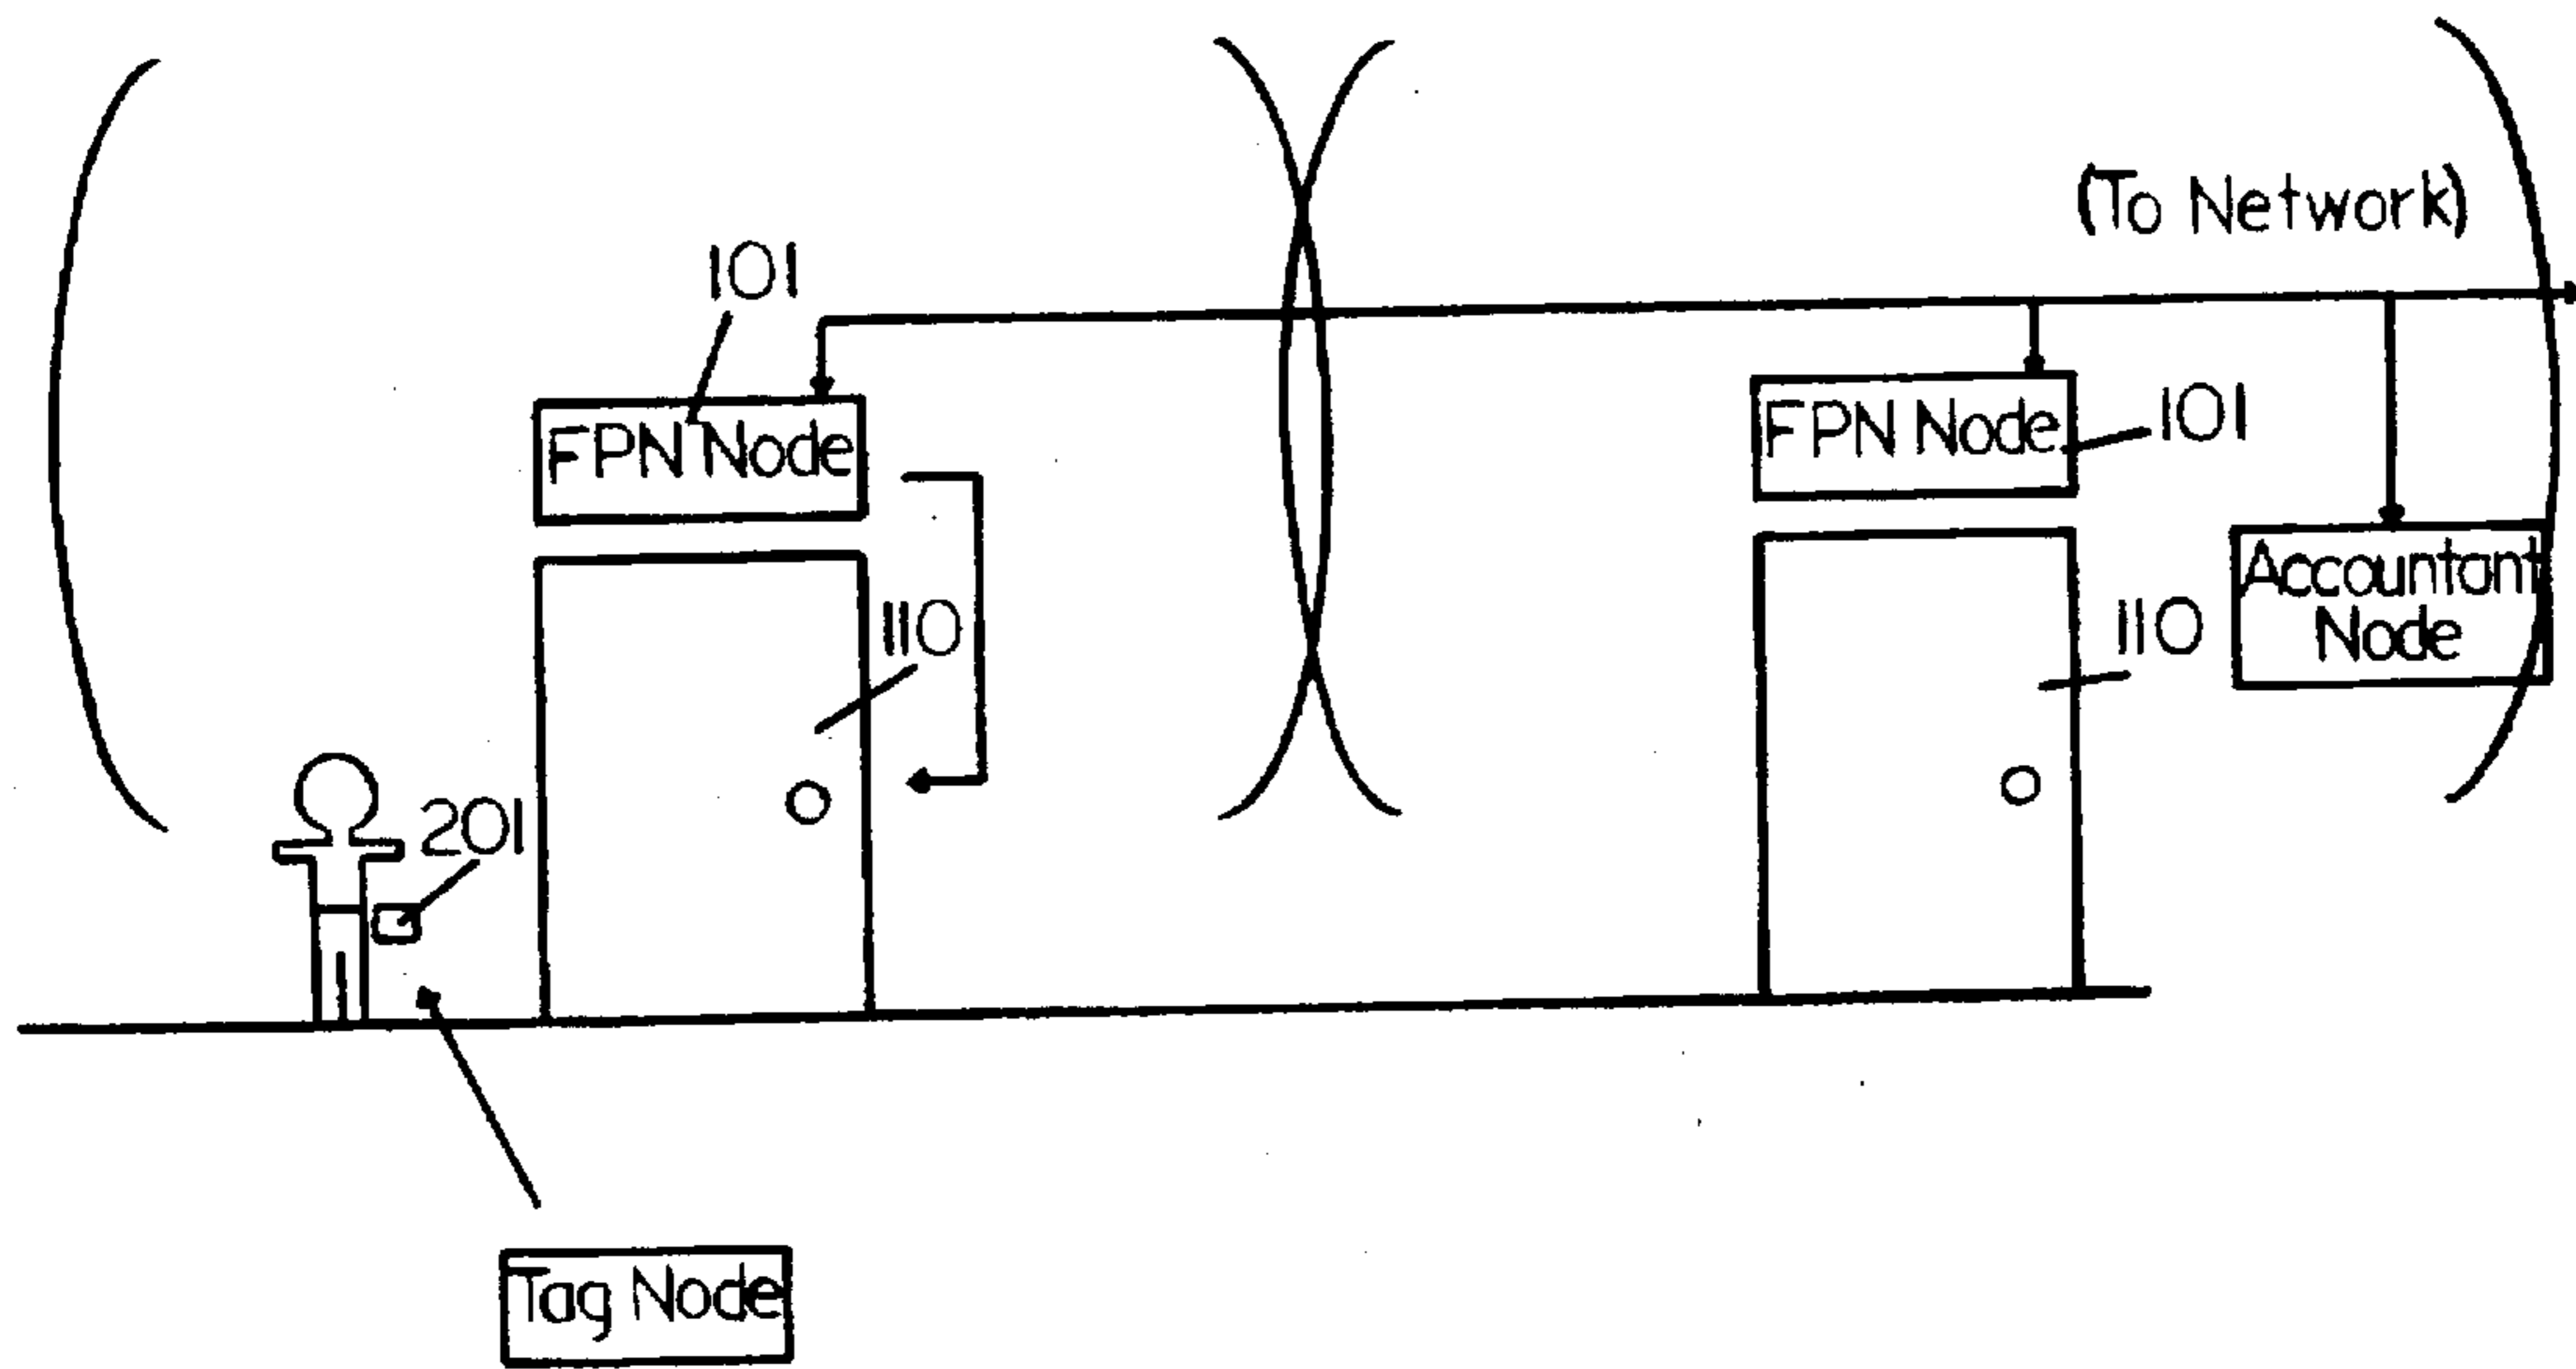 (To Network)
101
FPN Node
FPN Node
101
Accountant
Node
110
110
201
Tag Node